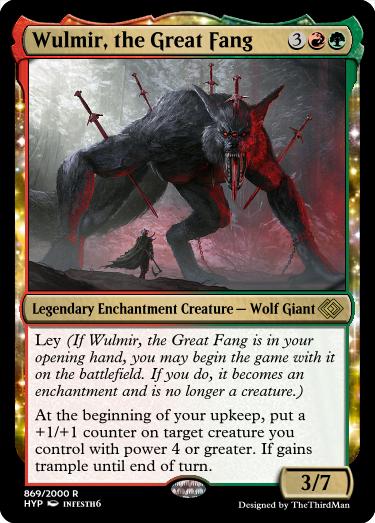 Wulmir, the Great Fang 3
Legendary Enchantment Creature — Wolf Giant
Ley (If Wulmir, the Great Fang is in your
opening hand, you may begin the game with it
on the battlefield. If you do, it becomes an
enchantment and is no longer a creature.)
At the beginning of your upkeep, put a
+1/+1 counter on target creature you
control with power 4 or greater. If gains
trample until end of turn.
3/7
869/2000 R
HYP INFESTH6
Designed by TheThirdMan